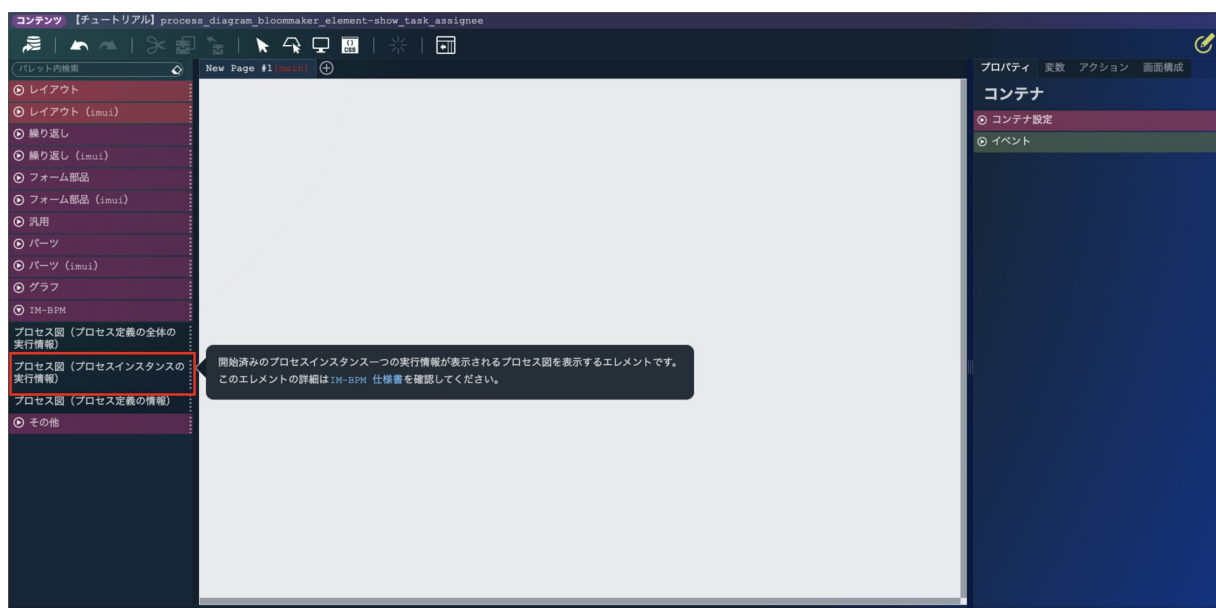 コンテンツ 【チュートリアル】process_diagram_bloommaker_element-show_task_assignee
パレット内検索
New Page #1[main]
プロパティ 変数 アクション 画面構成
レイアウト
レイアウト (imui)
繰り返し
繰り返し (imui)
フォーム部品
フォーム部品 (imui)
汎用
パーツ
パーツ (imui)
グラフ
IM-BPM
プロセス図（プロセス定義の全体の
実行情報）
プロセス図（プロセスインスタンスの
実行情報）
プロセス図（プロセス定義の情報）
その他
開始済みのプロセスインスタンス一つの実行情報が表示されるプロセス図を表示するエレメントです。
このエレメントの詳細はIM-BPM 仕様書を確認してください。
コンテナ
コンテナ設定
イベント